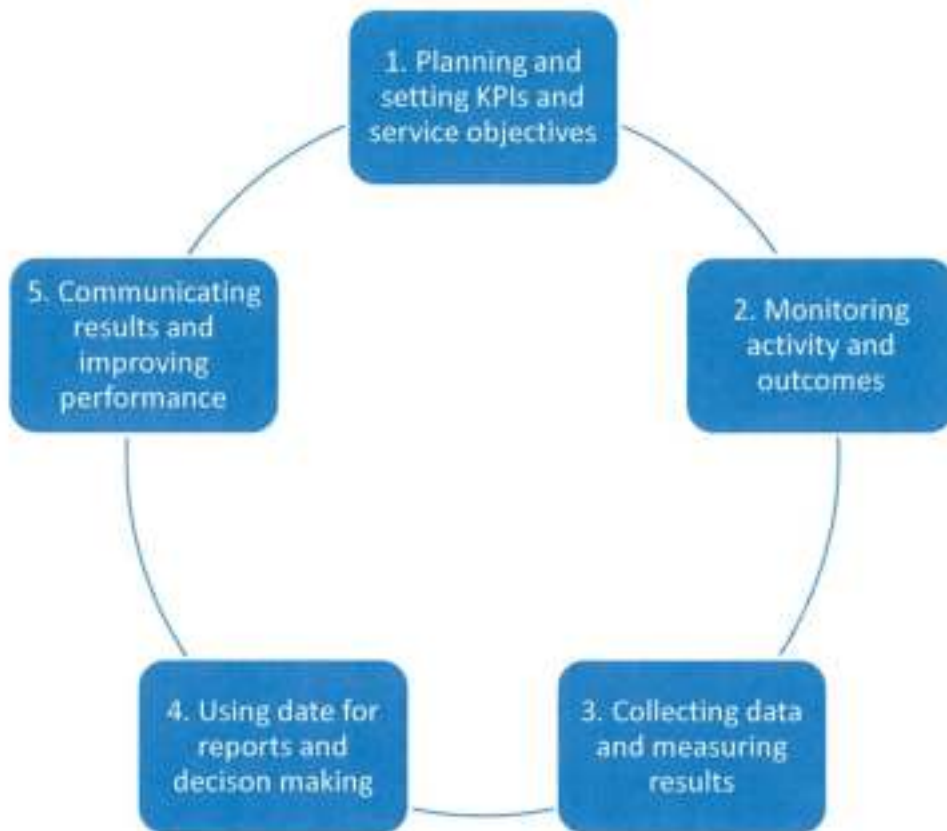 1. Planning and
setting KPIs and
service objectives
2. Monitoring
activity and
outcomes
3. Collecting data
and measuring
results
4. Using date for
reports and
decison making
5. Communicating
results and
improving
performance